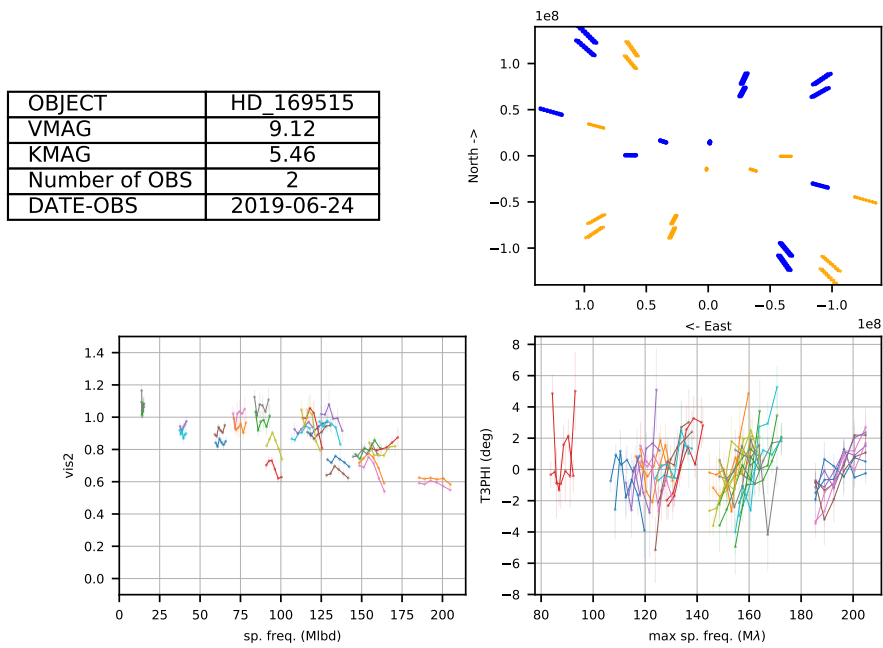 OBJECT HD_169515
VMAG 9.12
KMAG 5.46
Number of OBS 2
DATE-OBS 2019-06-24
1e8
1.0
0.5
0.0
−0.5
−1.0
North ->
1.0 0.5 0.0 −0.5 −1.0
<- East
1e8
1.4
1.2
1.0
0.8
0.6
0.4
0.2
0.0
vis2
0 25 50 75 100 125 150 175 200
sp. freq. (Mlbd)
8
6
4
2
0
−2
−4
−6
−8
T3PHI (deg)
80 100 120 140 160 180 200
max sp. freq. (Mλ)